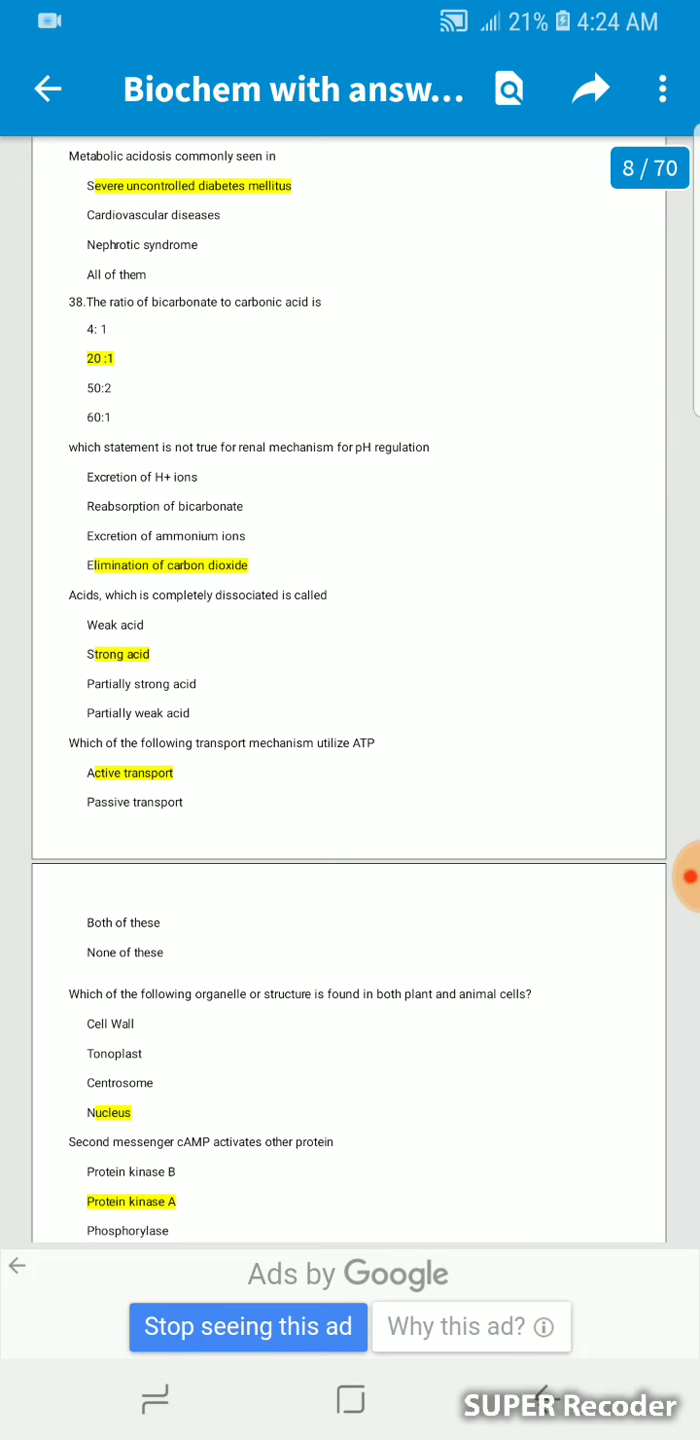 21% 4:24 AM
Biochem with answ...
8 / 70
Metabolic acidosis commonly seen in
Severe uncontrolled diabetes mellitus
Cardiovascular diseases
Nephrotic syndrome
All of them
38.The ratio of bicarbonate to carbonic acid is
4: 1
20 :1
50:2
60:1
which statement is not true for renal mechanism for pH regulation
Excretion of H+ ions
Reabsorption of bicarbonate
Excretion of ammonium ions
Elimination of carbon dioxide
Acids, which is completely dissociated is called
Weak acid
Strong acid
Partially strong acid
Partially weak acid
Which of the following transport mechanism utilize ATP
Active transport
Passive transport
Both of these
None of these
Which of the following organelle or structure is found in both plant and animal cells?
Cell Wall
Tonoplast
Centrosome
Nucleus
Second messenger cAMP activates other protein
Protein kinase B
Protein kinase A
Phosphorylase
Ads by Google
Stop seeing this ad
Why this ad?
SUPER Recoder